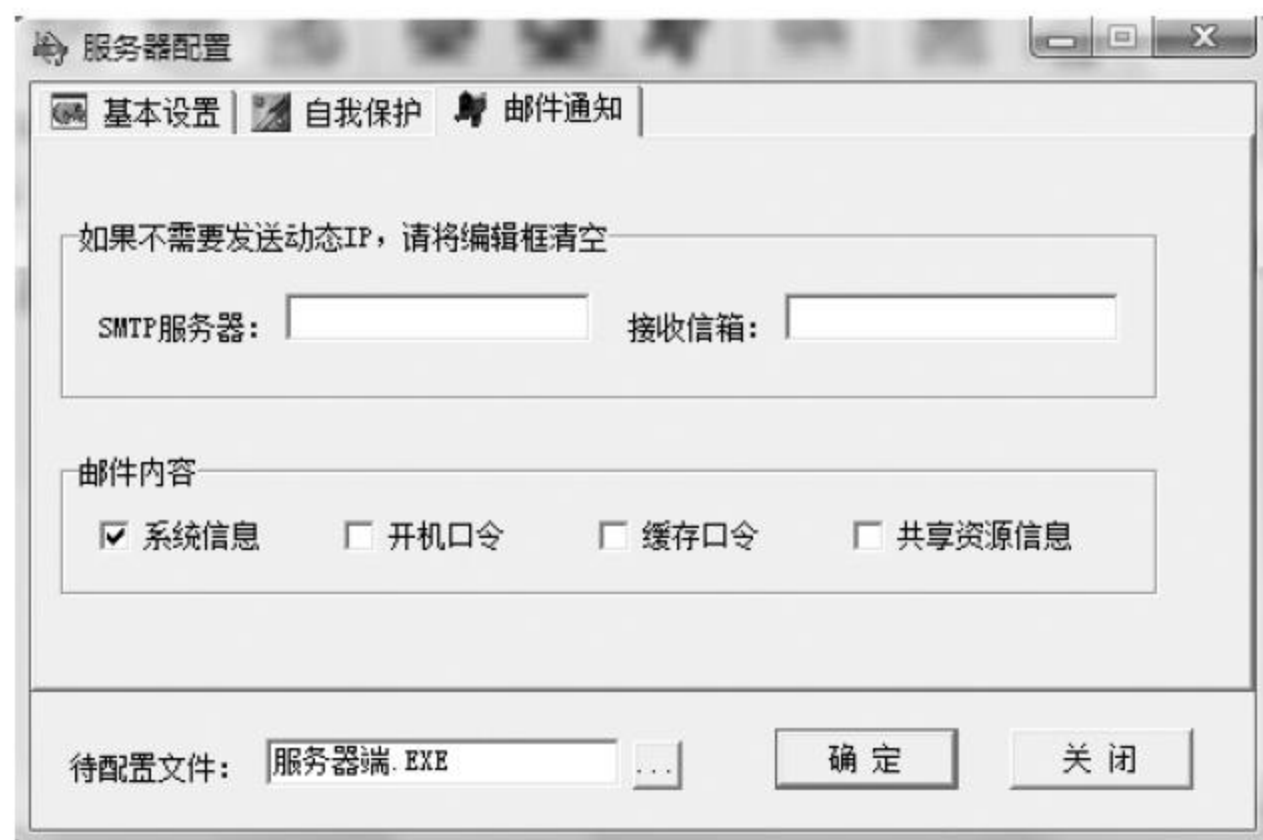 服务器配置
基本设置 自我保护 邮件通知
如果不需要发送动态IP，请将编辑框清空
SMTP服务器： 接收信箱：
邮件内容
系统信息 开机口令 缓存口令 共享资源信息
待配置文件： 服务器端.EXE ... 确定 关闭